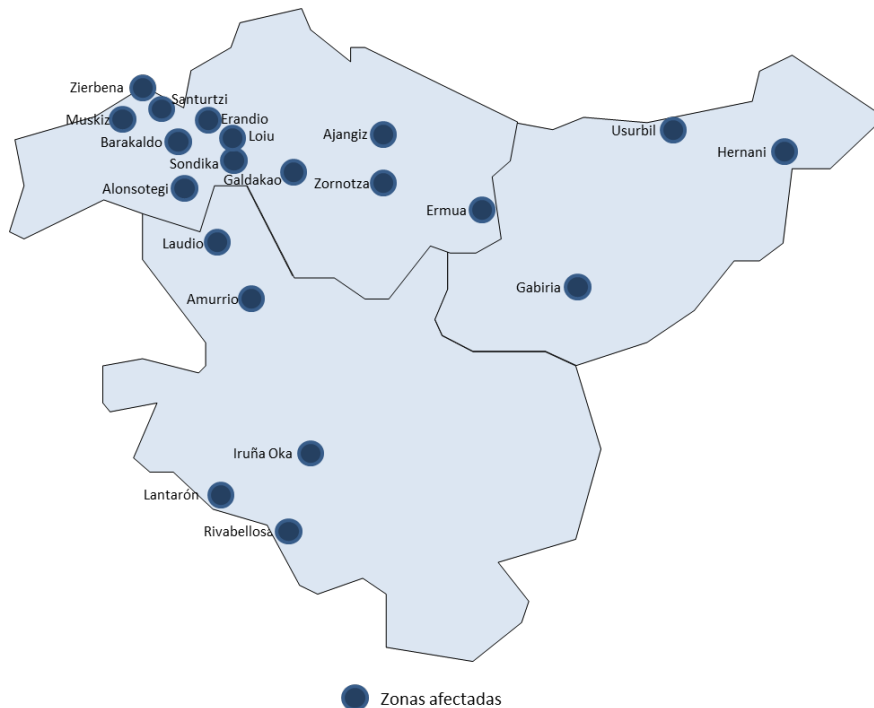 Zierbena
Santurtzi
Muskiz
Erandio
Loiu
Barakaldo
Ajangiz
Usurbil
Hernani
Sondika
Galdakao
Zornotza
Alonsotegi
Ermua
Laudio
Gabiria
Amurrio
Iruña Oka
Lantarón
Rivabellosa
Zonas afectadas